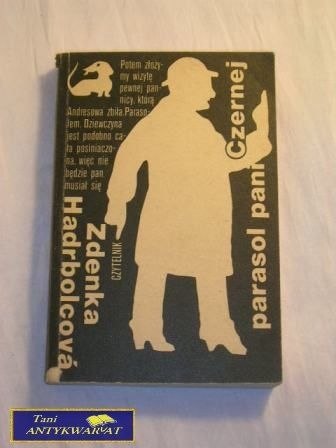 Potem złoży-
my wizytę
pewnej pan-
nicy, którą
Andresowa zbiła. Paraso-
lem. Dziewczyna
jest podobno ca-
ła posiniaczo-
na, więc nie
będzie pan
musiał się
Zdenka
Hadrbolcová
CZYTELNIK
parasol pani Czernej
Tani
ANTYKWARIAT